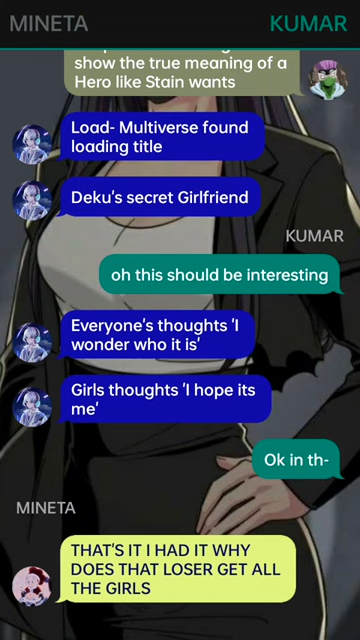 MINETA
KUMAR
show the true meaning of a
Hero like Stain wants
Load- Multiverse found
loading title
Deku's secret Girlfriend
KUMAR
oh this should be interesting
Everyone's thoughts 'I
wonder who it is'
Girls thoughts 'I hope its
me'
Ok in th-
MINETA
THAT'S IT I HAD IT WHY
DOES THAT LOSER GET ALL
THE GIRLS